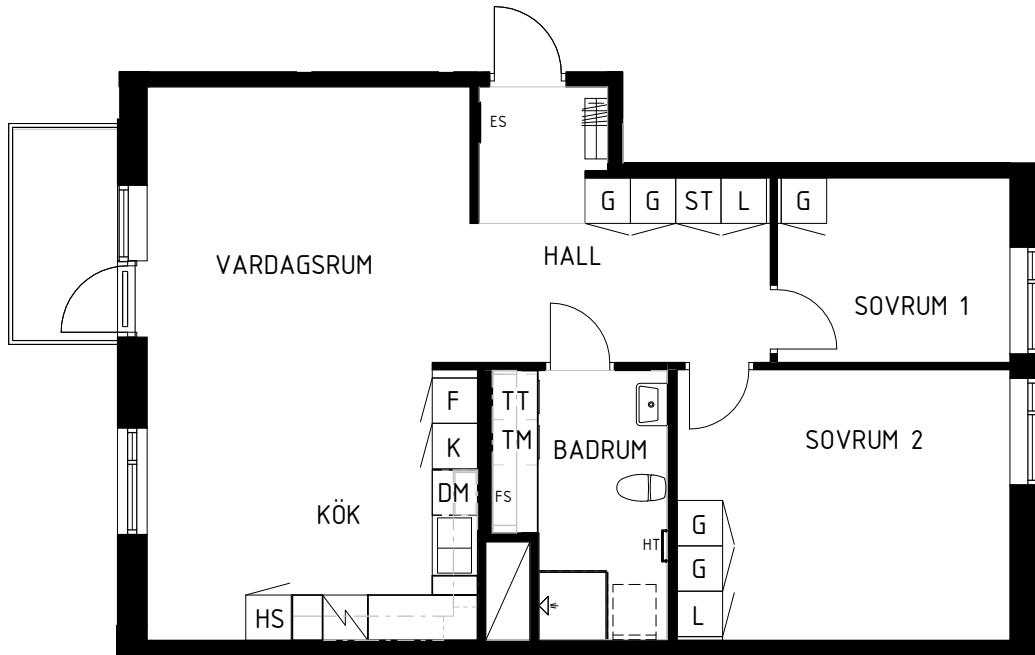 ES
G G ST L G
HALL
VARDAGSRUM
SOVRUM 1
F
TT
K
TM
BADRUM
SOVRUM 2
DM
FS
KÖK
G
HT
G
HS
L